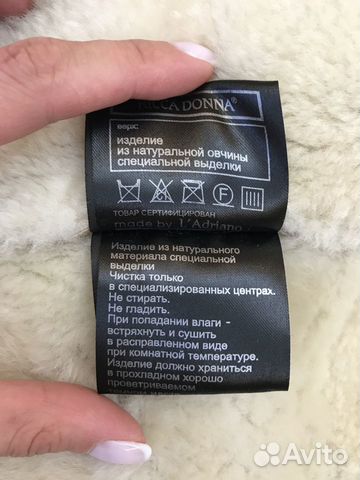 DONNA®
верх:
изделие
из натуральной овчины
специальной выделки
F
ТОВАР СЕРТИФИЦИРОВАН
made by L'Adriano
Изделие из натурального
материала специальной
выделки
Чистка только
в специализированных центрах.
Не стирать.
Не гладить.
При попадании влаги -
встряхнуть и сушить
в расправленном виде
при комнатной температуре.
Изделие должно храниться
в прохладном хорошо
проветриваемом
Avito